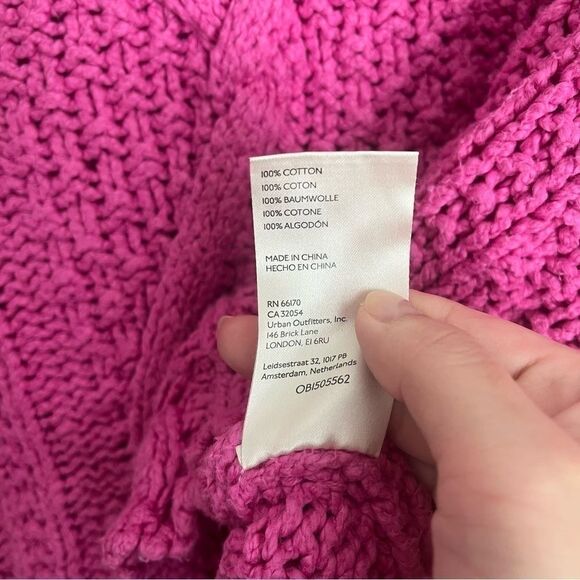 100% COTTON
100% COTON
100% BAUMWOLLE
100% COTONE
100% ALGODÓN
MADE IN CHINA
HECHO EN CHINA
RN 66170
CA 32054
Urban Outfitters, Inc.
146 Brick Lane
LONDON, E1 6RU
Leidsestraat 32, 1017 PB
Amsterdam, Netherlands
OB1505562